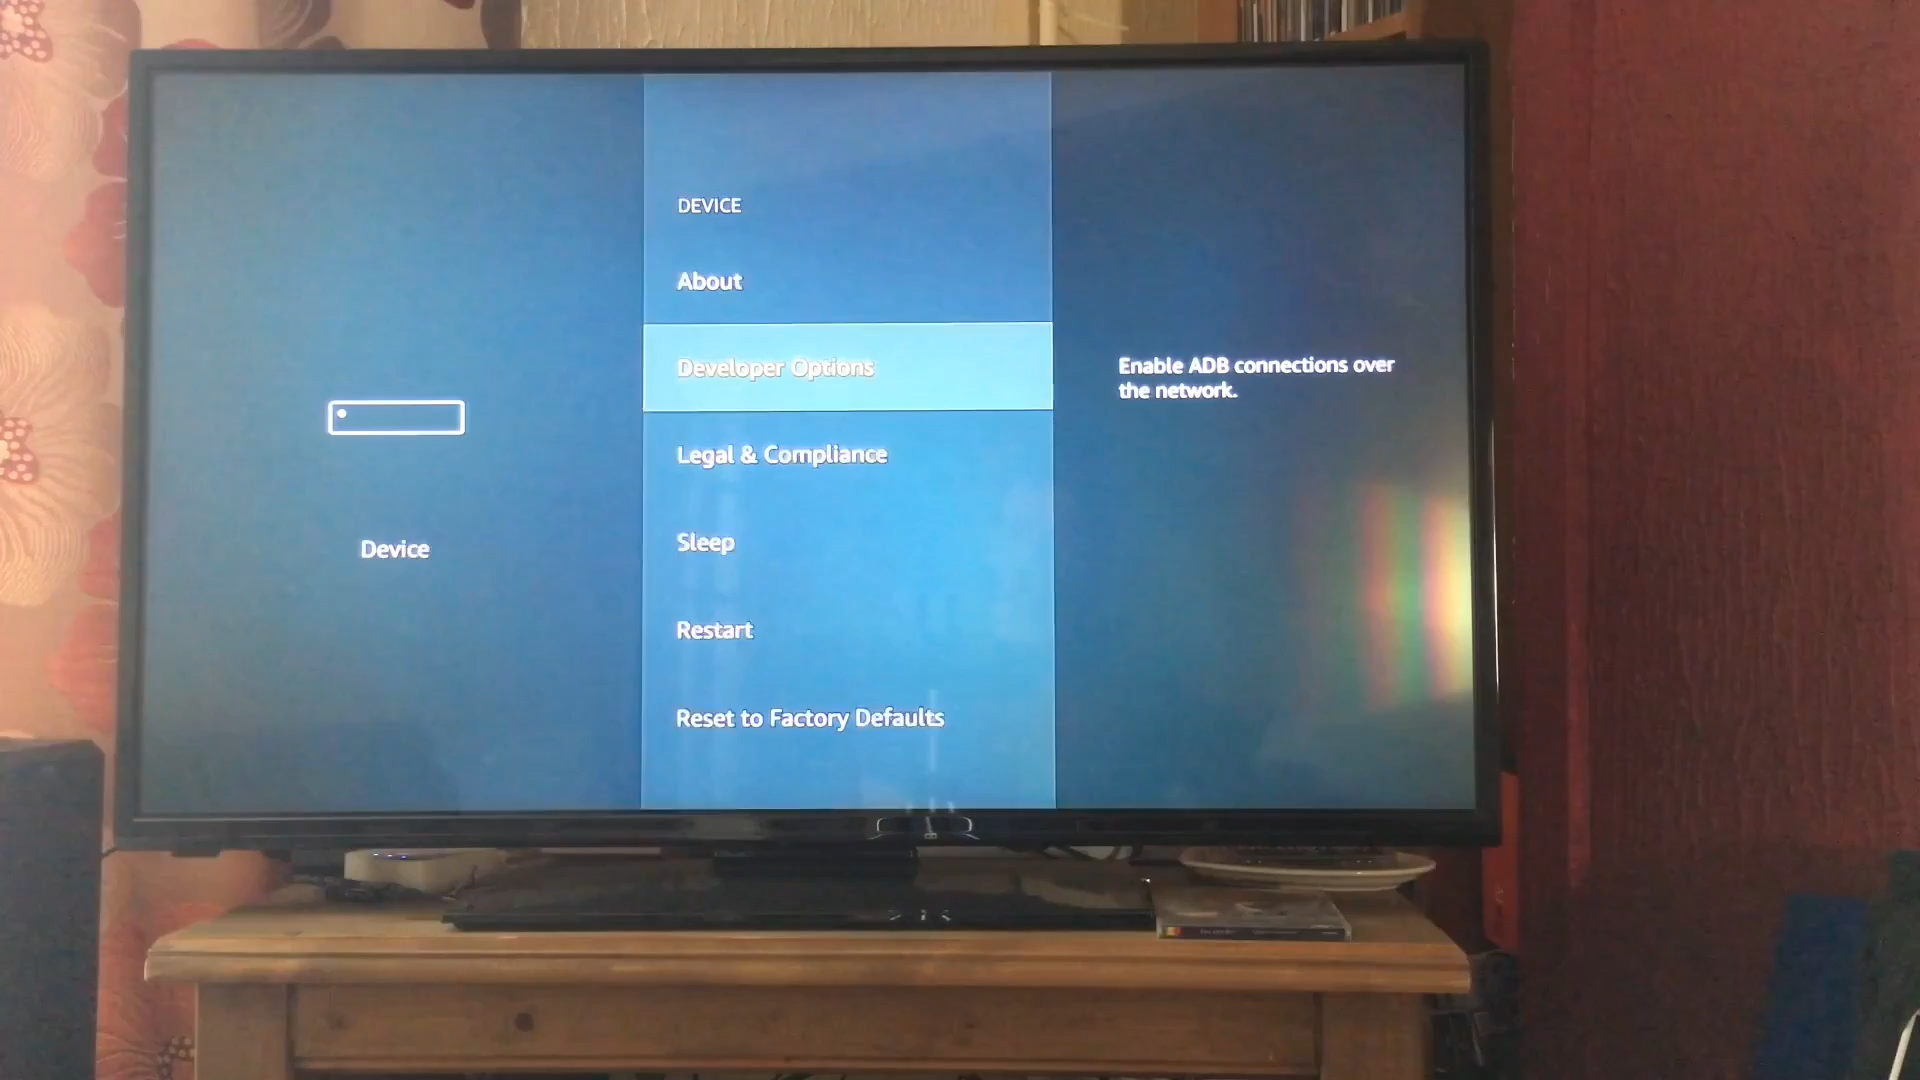 DEVICE
About
Developer Options
Enable ADB connections over
the network.
Legal & Compliance
Sleep
Device
Restart
Reset to Factory Defaults